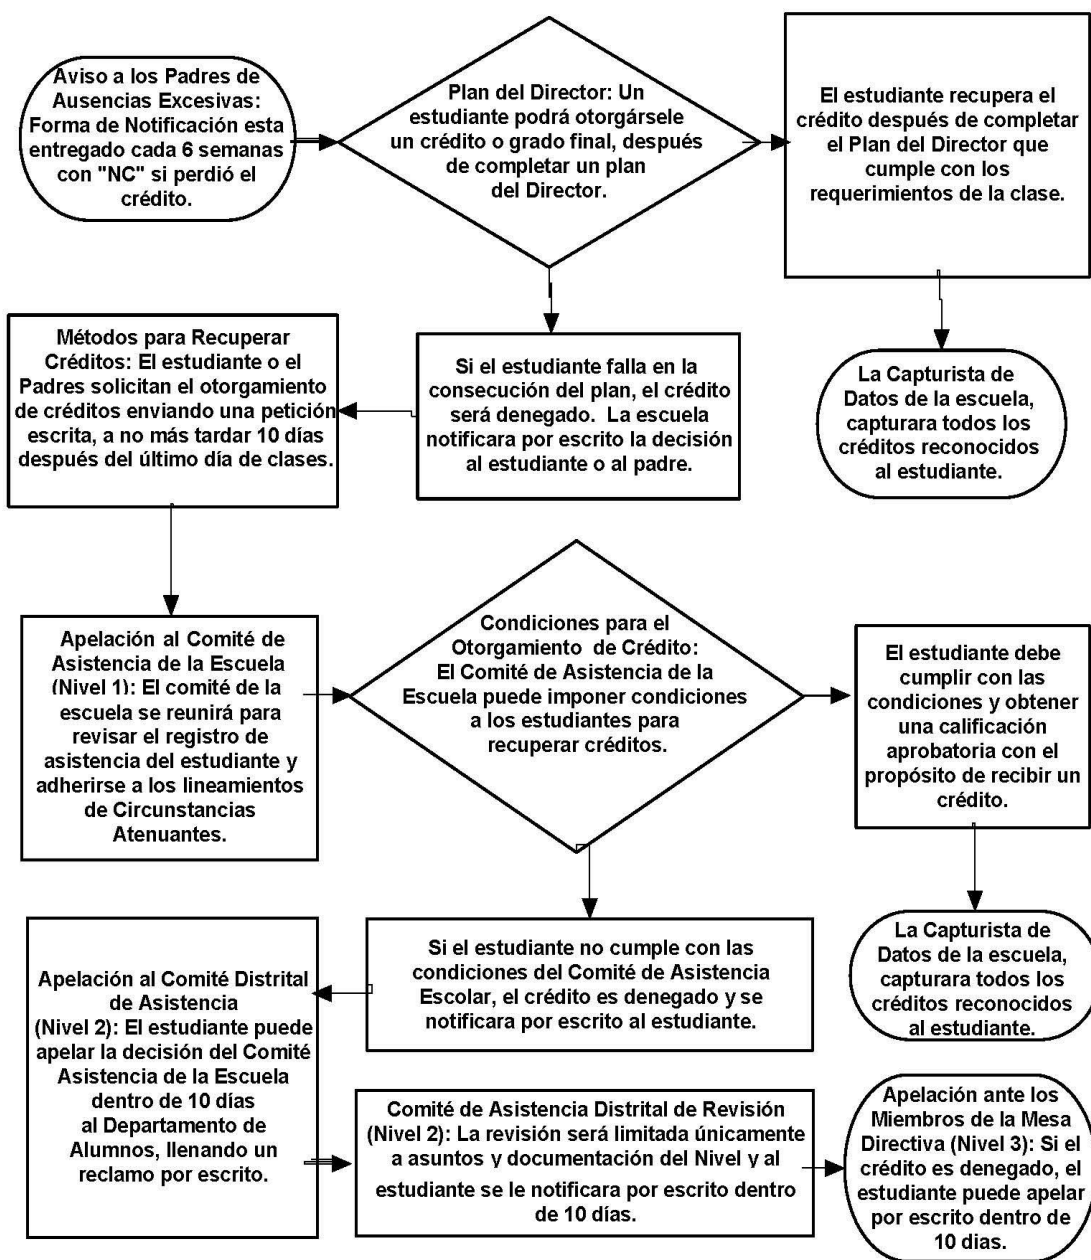 Aviso a los Padres de
Ausencias Excesivas:
Forma de Notificación esta
entregado cada 6 semanas
con "NC" si perdió el
crédito.
Plan del Director: Un
estudiante podrá otorgársele
un crédito o grado final, después
de completar un plan
del Director.
El estudiante recupera el
crédito después de completar
el Plan del Director que
cumple con los
requerimientos de la clase.
Métodos para Recuperar
Créditos: El estudiante o el
Padres solicitan el otorgamiento
de créditos enviando una petición
escrita, a no más tardar 10 días
después del último día de clases.
Si el estudiante falla en la
consecución del plan, el crédito
será denegado. La escuela
notificara por escrito la decisión
al estudiante o al padre.
La Capturista de
Datos de la escuela,
capturara todos los
créditos reconocidos
al estudiante.
Apelación al Comité de
Asistencia de la Escuela
(Nivel 1): El comité de la
escuela se reunirá para
revisar el registro de
asistencia del estudiante y
adherirse a los lineamientos
de Circunstancias
Atenuantes.
Condiciones para el
Otorgamiento de Crédito:
El Comité de Asistencia de la
Escuela puede imponer condiciones
a los estudiantes para
recuperar créditos.
El estudiante debe
cumplir con las
condiciones y obtener
una calificación
aprobatoria con el
propósito de recibir un
crédito.
Apelación al Comité Distrital
de Asistencia
(Nivel 2): El estudiante puede
apelar la decisión del Comité
Asistencia de la Escuela
dentro de 10 días
al Departamento de
Alumnos, llenando un
reclamo por escrito.
Si el estudiante no cumple con las
condiciones del Comité de Asistencia
Escolar, el crédito es denegado y se
notificara por escrito al estudiante.
La Capturista de
Datos de la escuela,
capturara todos los
créditos reconocidos
al estudiante.
Comité de Asistencia Distrital de Revisión
(Nivel 2): La revisión será limitada únicamente
a asuntos y documentación del Nivel y al
estudiante se le notificara por escrito dentro
de 10 días.
Apelación ante los
Miembros de la Mesa
Directiva (Nivel 3): Si el
crédito es denegado, el
estudiante puede apelar
por escrito dentro de
10 dias.